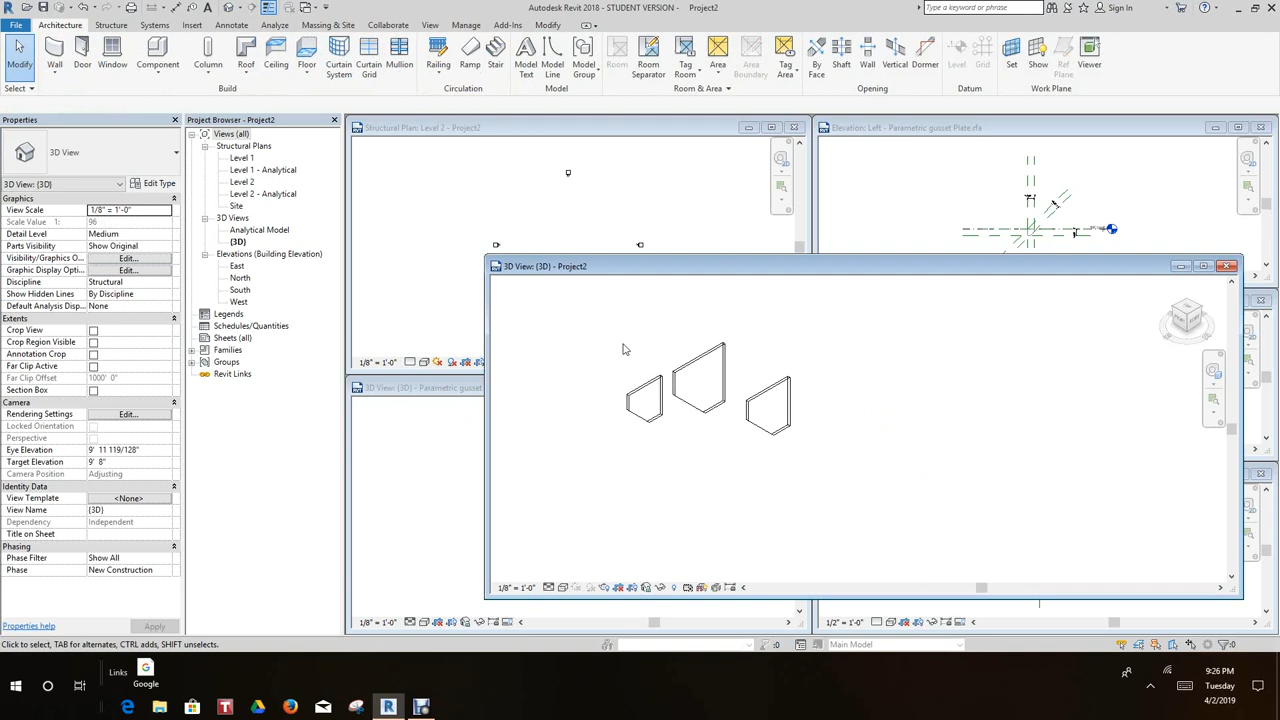 Autodesk Revit 2018 - STUDENT VERSION -    Project2
Type a keyword or phrase
Sign In
File Architecture Structure Systems Insert Annotate Analyze Massing & Site Collaborate View Manage Add-Ins Modify
Modify Wall Door Window Component Column Roof Ceiling Floor Curtain System Curtain Grid Mullion Railing Ramp Stair Model Text Model Line Model Group Room Room Separator Tag Room Area Area Boundary Tag Area By Face Shaft Wall Vertical Dormer Level Grid Set Show Ref Plane Viewer
Select Build Circulation Model Room & Area Opening Datum Work Plane
Properties
3D View
3D View: {3D} Edit Type
Graphics
View Scale 1/8" = 1'-0"
Scale Value 1: 96
Detail Level Medium
Parts Visibility Show Original
Visibility/Graphics O... Edit...
Graphic Display Opti... Edit...
Discipline Structural
Show Hidden Lines By Discipline
Default Analysis Disp... None
Extents
Crop View
Crop Region Visible
Annotation Crop
Far Clip Active
Far Clip Offset 1000' 0"
Section Box
Camera
Rendering Settings Edit...
Locked Orientation
Perspective
Eye Elevation 9' 11 119/128"
Target Elevation 9' 8"
Camera Position Adjusting
Identity Data
View Template <None>
View Name {3D}
Dependency Independent
Title on Sheet
Phasing
Phase Filter Show All
Phase New Construction
Properties help Apply
Project Browser - Project2
Views (all)
Structural Plans
Level 1
Level 1 - Analytical
Level 2
Level 2 - Analytical
Site
3D Views
Analytical Model
{3D}
Elevations (Building Elevation)
East
North
South
West
Legends
Schedules/Quantities
Sheets (all)
Families
Groups
Revit Links
Structural Plan: Level 2 - Project2
1/8" = 1'-0"
Elevation: Left - Parametric gusset Plate.rfa
3D View: {3D} - Parametric gusset
1/8" = 1'-0"
3D View: {3D} - Project2
1/8" = 1'-0"
1/2" = 1'-0"
Click to select, TAB for alternates, CTRL adds, SHIFT unselects.
:0
Main Model
:0
Links
Google
9:26 PM
Tuesday
4/2/2019